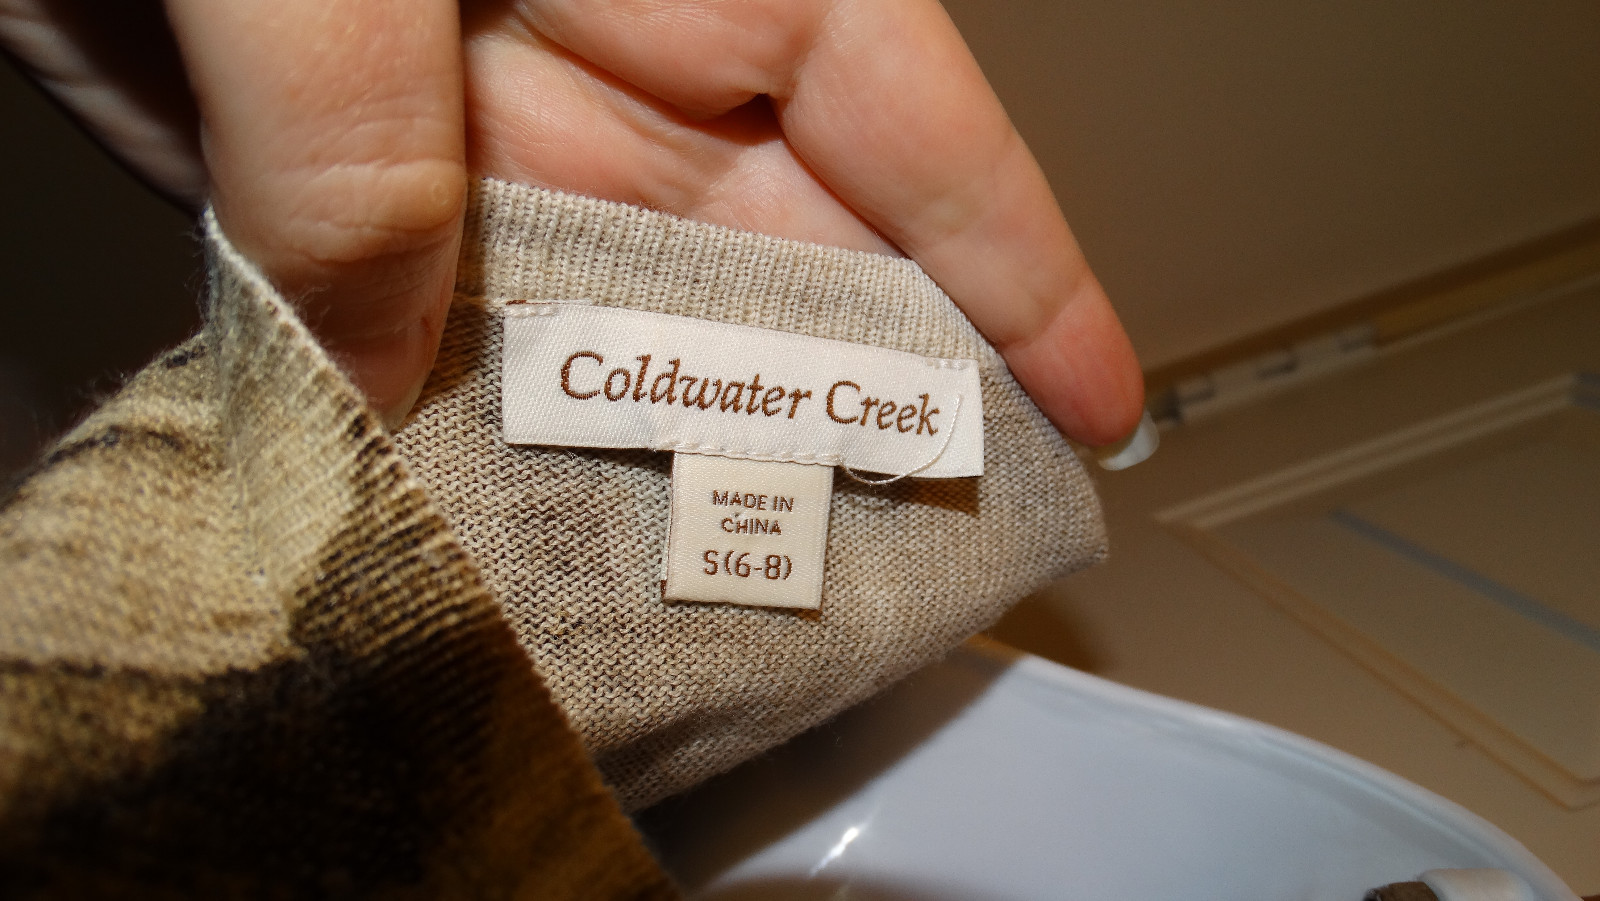 Coldwater Creek
MADE IN
CHINA
S(6-8)